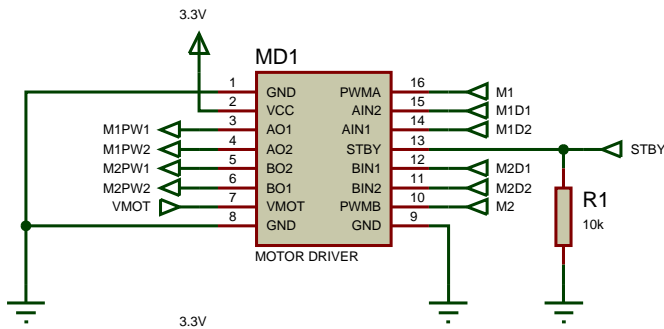 3.3V
MD1
1 GND PWMA 16 M1
2 VCC AIN2 15 M1D1
M1PW1 3 AO1 AIN1 14 M1D2
M1PW2 4 AO2 STBY 13 STBY
M2PW1 5 BO2 BIN1 12 M2D1
M2PW2 6 BO1 BIN2 11 M2D2
VMOT 7 VMOT PWMB 10 M2
8 GND GND 9
R1
10k
MOTOR DRIVER
3.3V